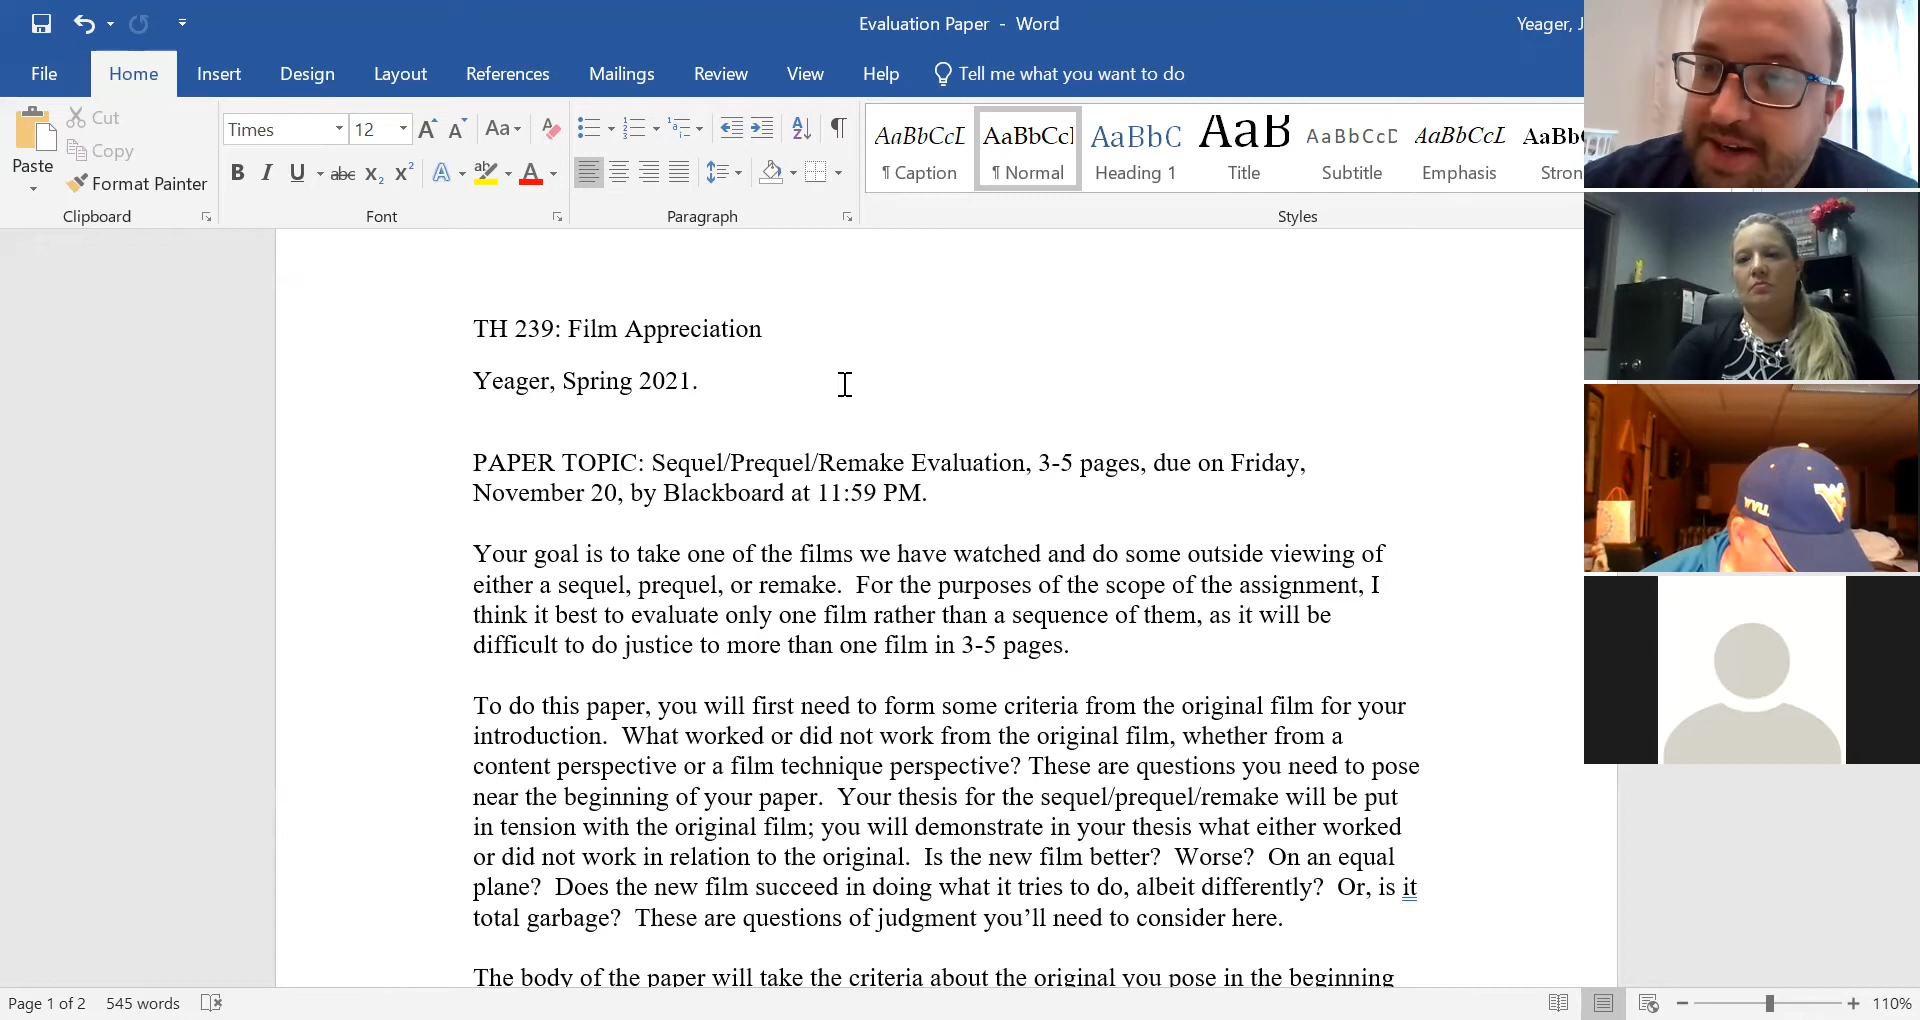 Evaluation Paper - Word
Yeager, J
File Home Insert Design Layout References Mailings Review View Help Tell me what you want to do
Paste
Cut
Copy
Format Painter
Clipboard
Times 12
Aa
B I U abc X₂ X² A ab A
Font
Paragraph
AaBbCcL AaBbCcI AaBbC AaB AaBbCcD AaBbCcL AaBb
¶ Caption ¶ Normal Heading 1 Title Subtitle Emphasis Stron
Styles
TH 239: Film Appreciation
Yeager, Spring 2021.
PAPER TOPIC: Sequel/Prequel/Remake Evaluation, 3-5 pages, due on Friday,
November 20, by Blackboard at 11:59 PM.
Your goal is to take one of the films we have watched and do some outside viewing of
either a sequel, prequel, or remake.  For the purposes of the scope of the assignment, I
think it best to evaluate only one film rather than a sequence of them, as it will be
difficult to do justice to more than one film in 3-5 pages.
To do this paper, you will first need to form some criteria from the original film for your
introduction.  What worked or did not work from the original film, whether from a
content perspective or a film technique perspective? These are questions you need to pose
near the beginning of your paper.  Your thesis for the sequel/prequel/remake will be put
in tension with the original film; you will demonstrate in your thesis what either worked
or did not work in relation to the original.  Is the new film better?  Worse?  On an equal
plane?  Does the new film succeed in doing what it tries to do, albeit differently?  Or, is it
total garbage?  These are questions of judgment you’ll need to consider here.
The body of the paper will take the criteria about the original you pose in the beginning
Page 1 of 2 545 words
110%
WVU